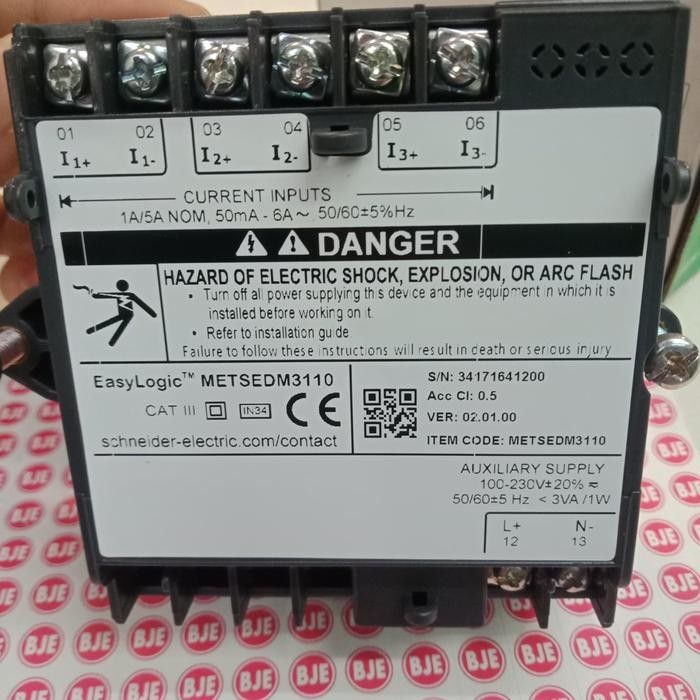 01 02 03 04 05 06
I1+ I1- I2+ I2- I3+ I3-
CURRENT INPUTS
1A/5A NOM, 50mA - 6A~, 50/60±5%Hz
DANGER
HAZARD OF ELECTRIC SHOCK, EXPLOSION, OR ARC FLASH
• Turn off all power supplying this device and the equipment in which it is
installed before working on it.
• Refer to installation guide
Failure to follow these instructions will result in death or serious injury
EasyLogic™ METSEDM3110
CAT III IN34 CE
schneider-electric.com/contact
S/N: 34171641200
Acc Cl: 0.5
VER: 02.01.00
ITEM CODE: METSEDM3110
AUXILIARY SUPPLY
100-230V±20% ≂
50/60±5 Hz < 3VA /1W
L+ N-
12 13
BJE